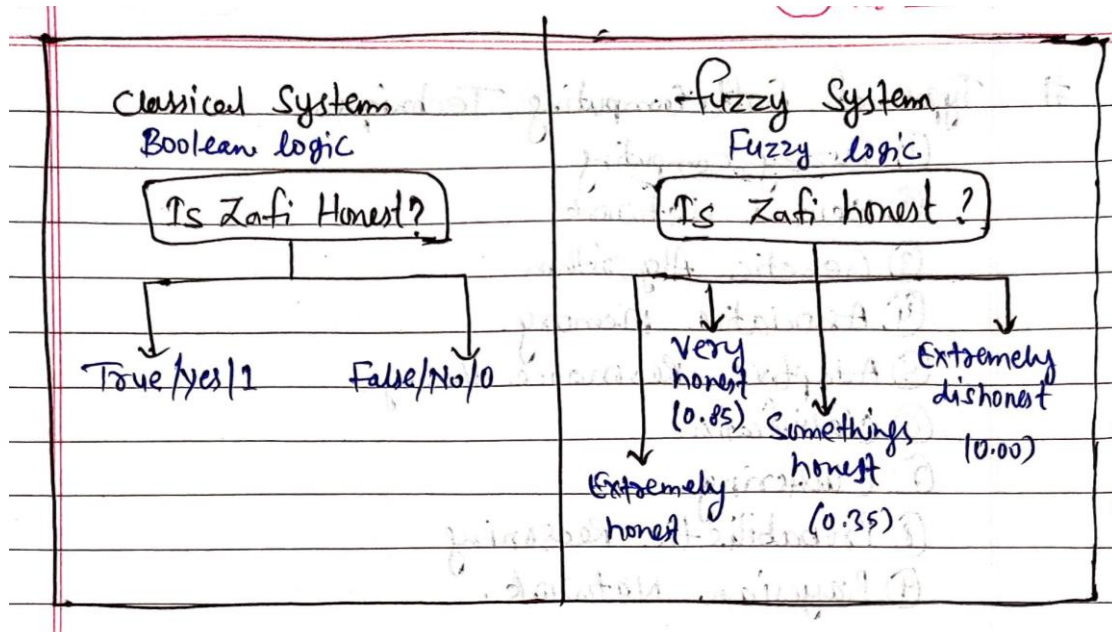 Classical Systems
Boolean logic
Is Zafi Honest?
True/yes/1
False/No/0
fuzzy System
Fuzzy logic
Is Zafi honest?
Very
honest
(0.85)
Extremely
dishonest
(0.00)
Somethings
honest
(0.35)
Extremely
honest